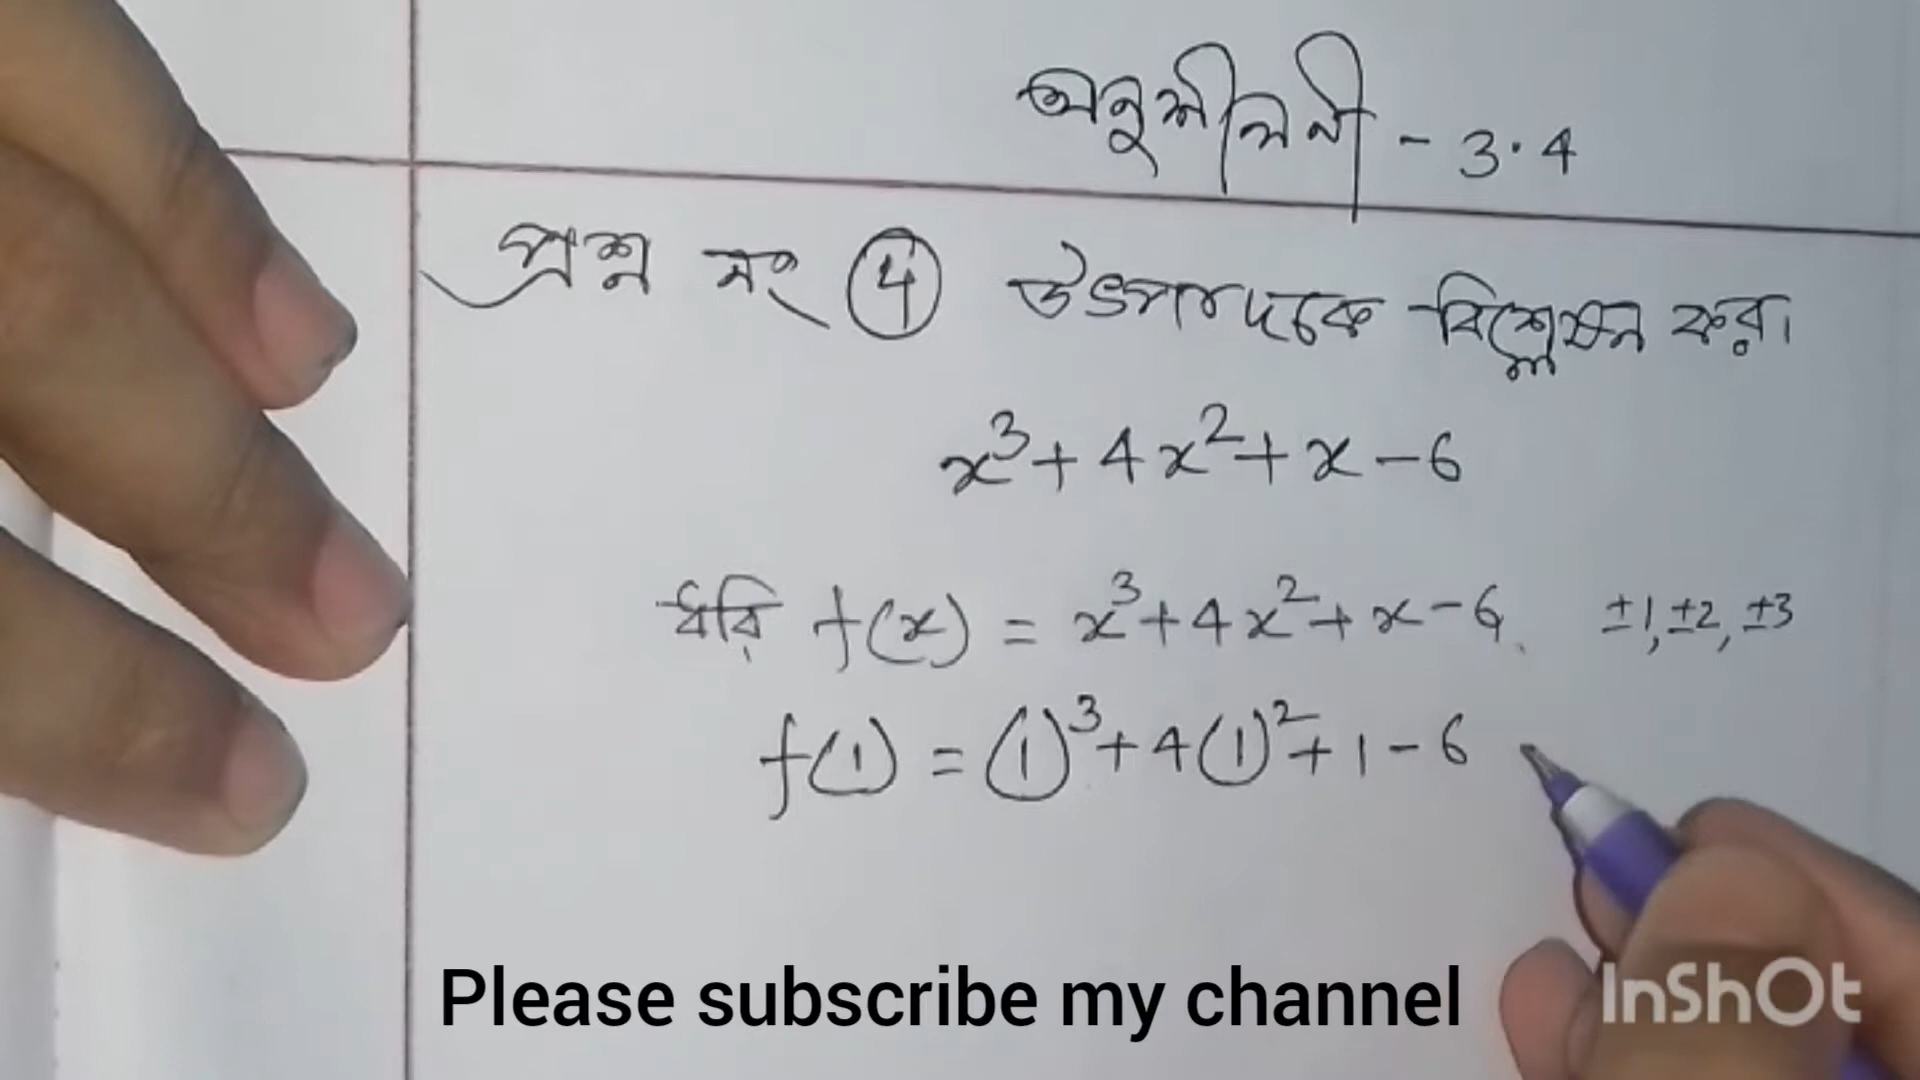 অনুশীলনী - 3.4
প্রশ্ন নং ④ উৎপাদকে বিশ্লেষন কর।
x³ + 4x² + x - 6
ধরি f(x) = x³ + 4x² + x - 6, ±1, ±2, ±3
f(1) = (1)³ + 4(1)² + 1 - 6
Please subscribe my channel
InShOt